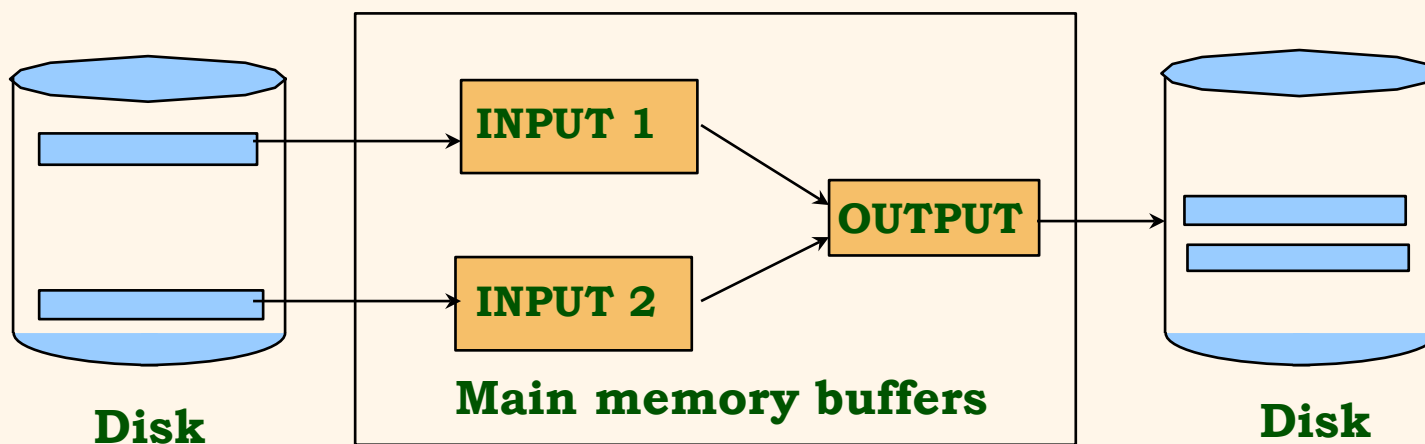 INPUT 1
OUTPUT
INPUT 2
Main memory buffers
Disk
Disk